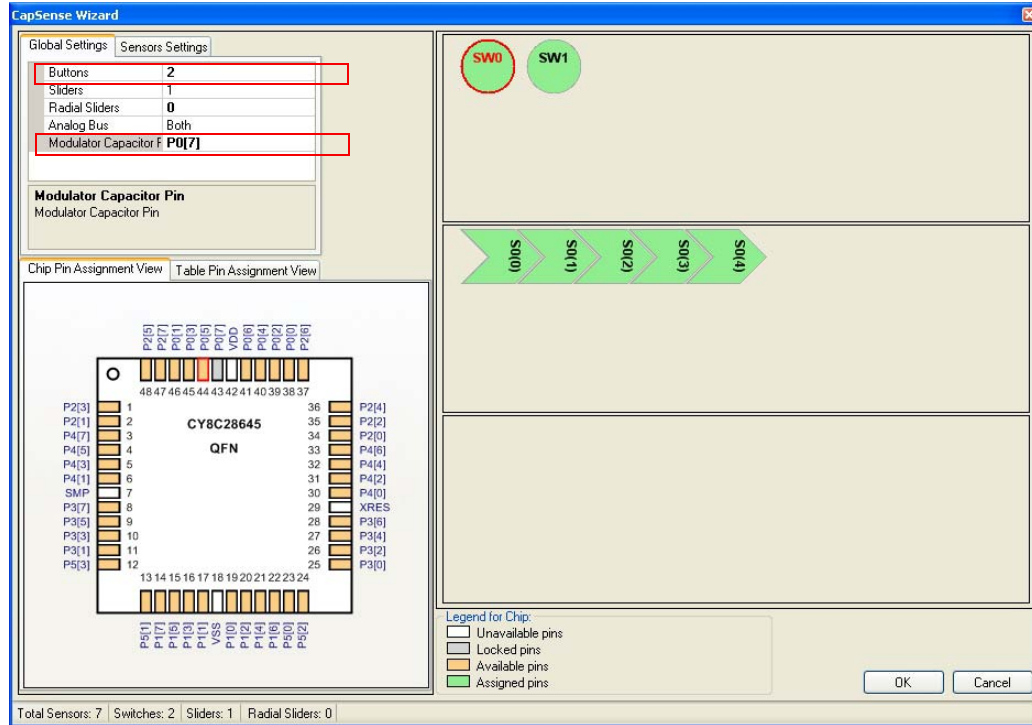 CapSense Wizard
Global Settings Sensors Settings
Buttons 2
Sliders 1
Radial Sliders 0
Analog Bus Both
Modulator Capacitor P P0[7]
Modulator Capacitor Pin
Modulator Capacitor Pin
Chip Pin Assignment View Table Pin Assignment View
P2[5] P2[7] P0[1] P0[3] P0[5] P0[7] VDD P0[6] P0[4] P0[2] P0[0] P2[6]
48 47 46 45 44 43 42 41 40 39 38 37
P2[3] 1 36 P2[4]
P2[1] 2 CY8C28645 35 P2[2]
P4[7] 3 34 P2[0]
P4[5] 4 QFN 33 P4[6]
P4[3] 5 32 P4[4]
P4[1] 6 31 P4[2]
SMP 7 30 P4[0]
P3[7] 8 29 XRES
P3[5] 9 28 P3[6]
P3[3] 10 27 P3[4]
P3[1] 11 26 P3[2]
P5[3] 12 25 P3[0]
13 14 15 16 17 18 19 20 21 22 23 24
P5[1] P1[7] P1[5] P1[3] P1[1] VSS P1[0] P1[2] P1[4] P1[6] P5[0] P5[2]
SW0 SW1
S0(0) S0(1) S0(2) S0(3) S0(4)
Legend for Chip:
Unavailable pins
Locked pins
Available pins
Assigned pins
OK Cancel
Total Sensors: 7 Switches: 2 Sliders: 1 Radial Sliders: 0